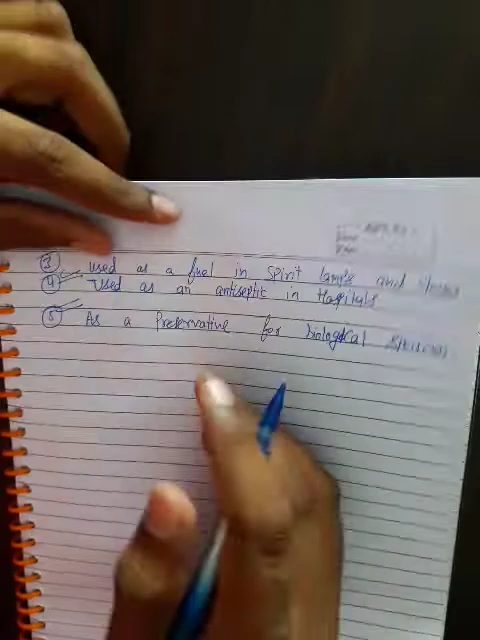 ③ used as a fuel in spirit lamps and stoves
④ used as an antiseptic in Hospitals
⑤ As a Preservative for biological